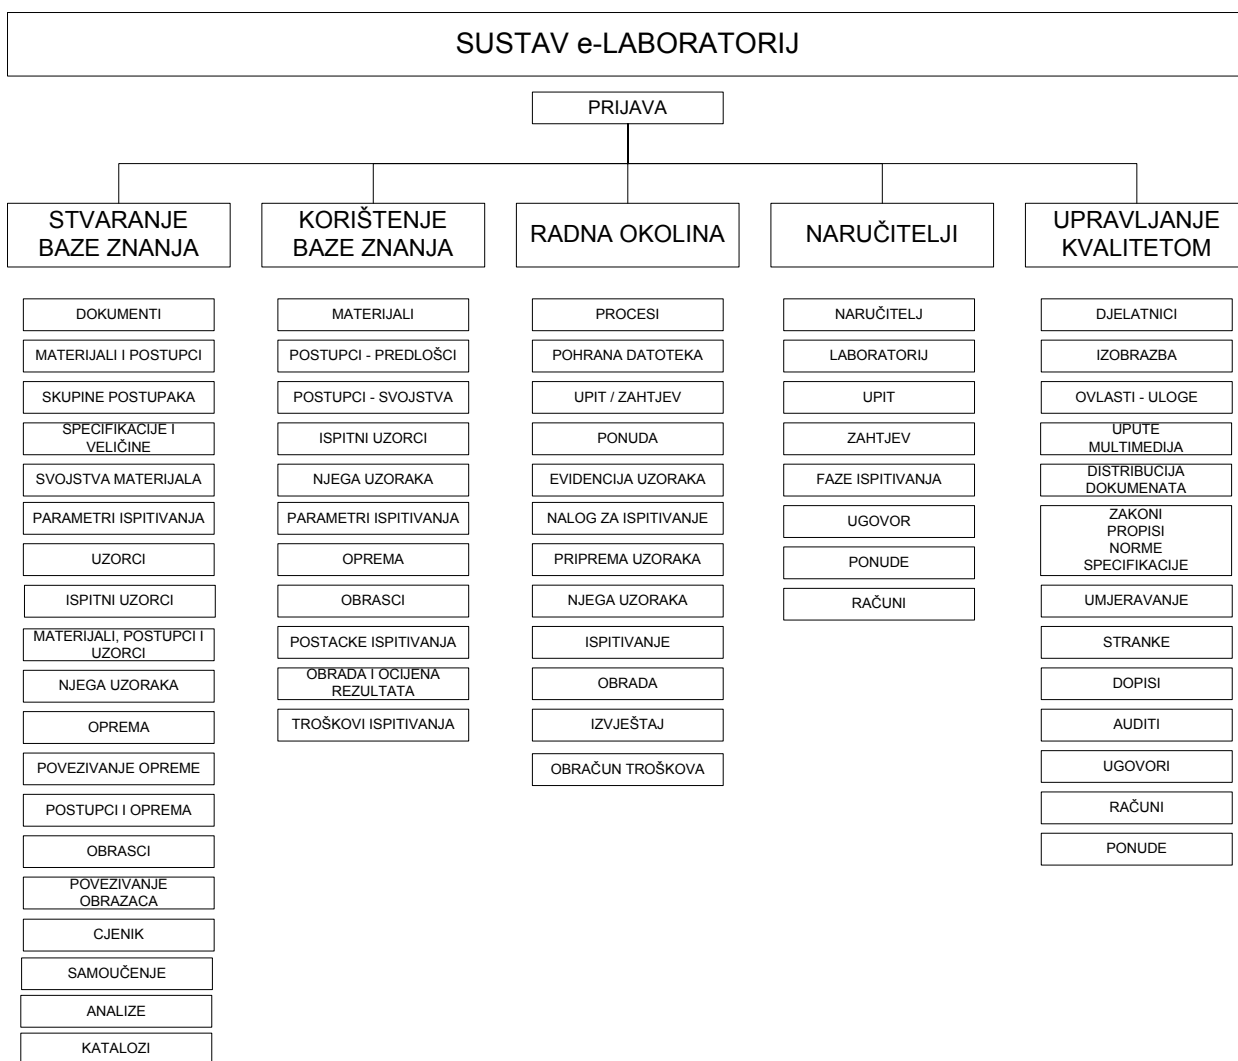 SUSTAV e-LABORATORIJ
PRIJAVA
STVARANJE
BAZE ZNANJA
DOKUMENTI
MATERIJALI I POSTUPCI
SKUPINE POSTUPAKA
SPECIFIKACIJE I
VELIČINE
SVOJSTVA MATERIJALA
PARAMETRI ISPITIVANJA
UZORCI
ISPITNI UZORCI
MATERIJALI, POSTUPCI I
UZORCI
NJEGA UZORAKA
OPREMA
POVEZIVANJE OPREME
POSTUPCI I OPREMA
OBRASCI
POVEZIVANJE
OBRAZACA
CJENIK
SAMOUČENJE
ANALIZE
KATALOZI
KORIŠTENJE
BAZE ZNANJA
MATERIJALI
POSTUPCI - PREDLOŠCI
POSTUPCI - SVOJSTVA
ISPITNI UZORCI
NJEGA UZORAKA
PARAMETRI ISPITIVANJA
OPREMA
OBRASCI
POSTACKE ISPITIVANJA
OBRADA I OCIJENA
REZULTATA
TROŠKOVI ISPITIVANJA
RADNA OKOLINA
PROCESI
POHRANA DATOTEKA
UPIT / ZAHTJEV
PONUDA
EVIDENCIJA UZORAKA
NALOG ZA ISPITIVANJE
PRIPREMA UZORAKA
NJEGA UZORAKA
ISPITIVANJE
OBRADA
IZVJEŠTAJ
OBRAČUN TROŠKOVA
NARUČITELJI
NARUČITELJ
LABORATORIJ
UPIT
ZAHTJEV
FAZE ISPITIVANJA
UGOVOR
PONUDE
RAČUNI
UPRAVLJANJE
KVALITETOM
DJELATNICI
IZOBRAZBA
OVLASTI - ULOGE
UPUTE
MULTIMEDIJA
DISTRIBUCIJA
DOKUMENATA
ZAKONI
PROPISI
NORME
SPECIFIKACIJE
UMJERAVANJE
STRANKE
DOPISI
AUDITI
UGOVORI
RAČUNI
PONUDE